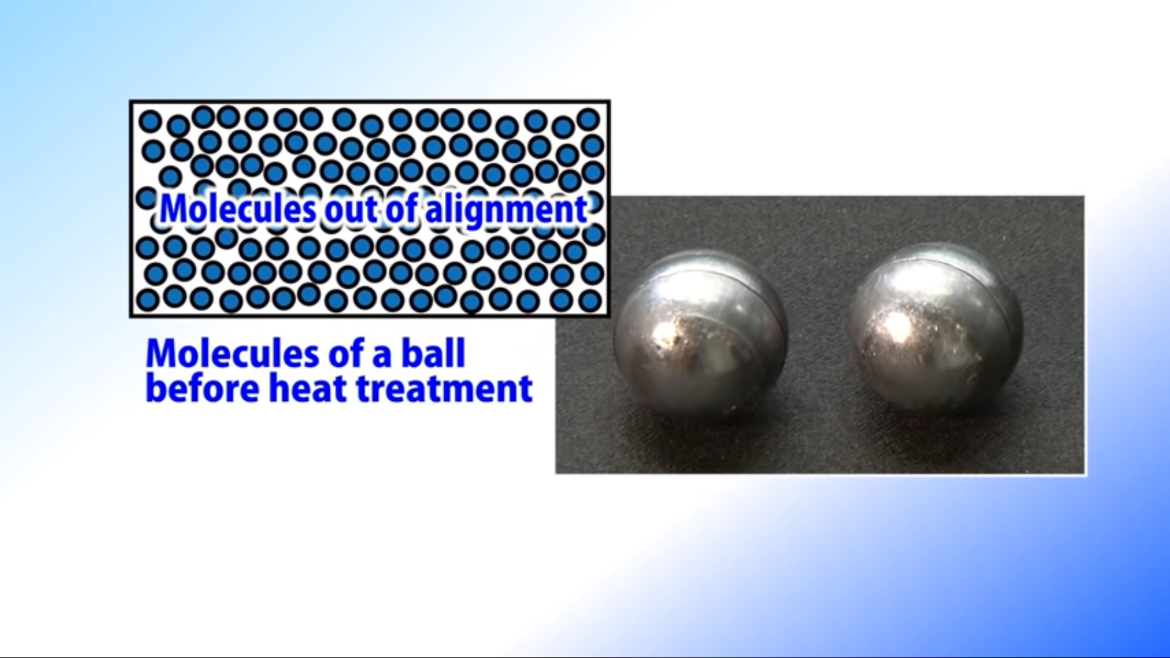 Molecules out of alignment
Molecules of a ball
before heat treatment